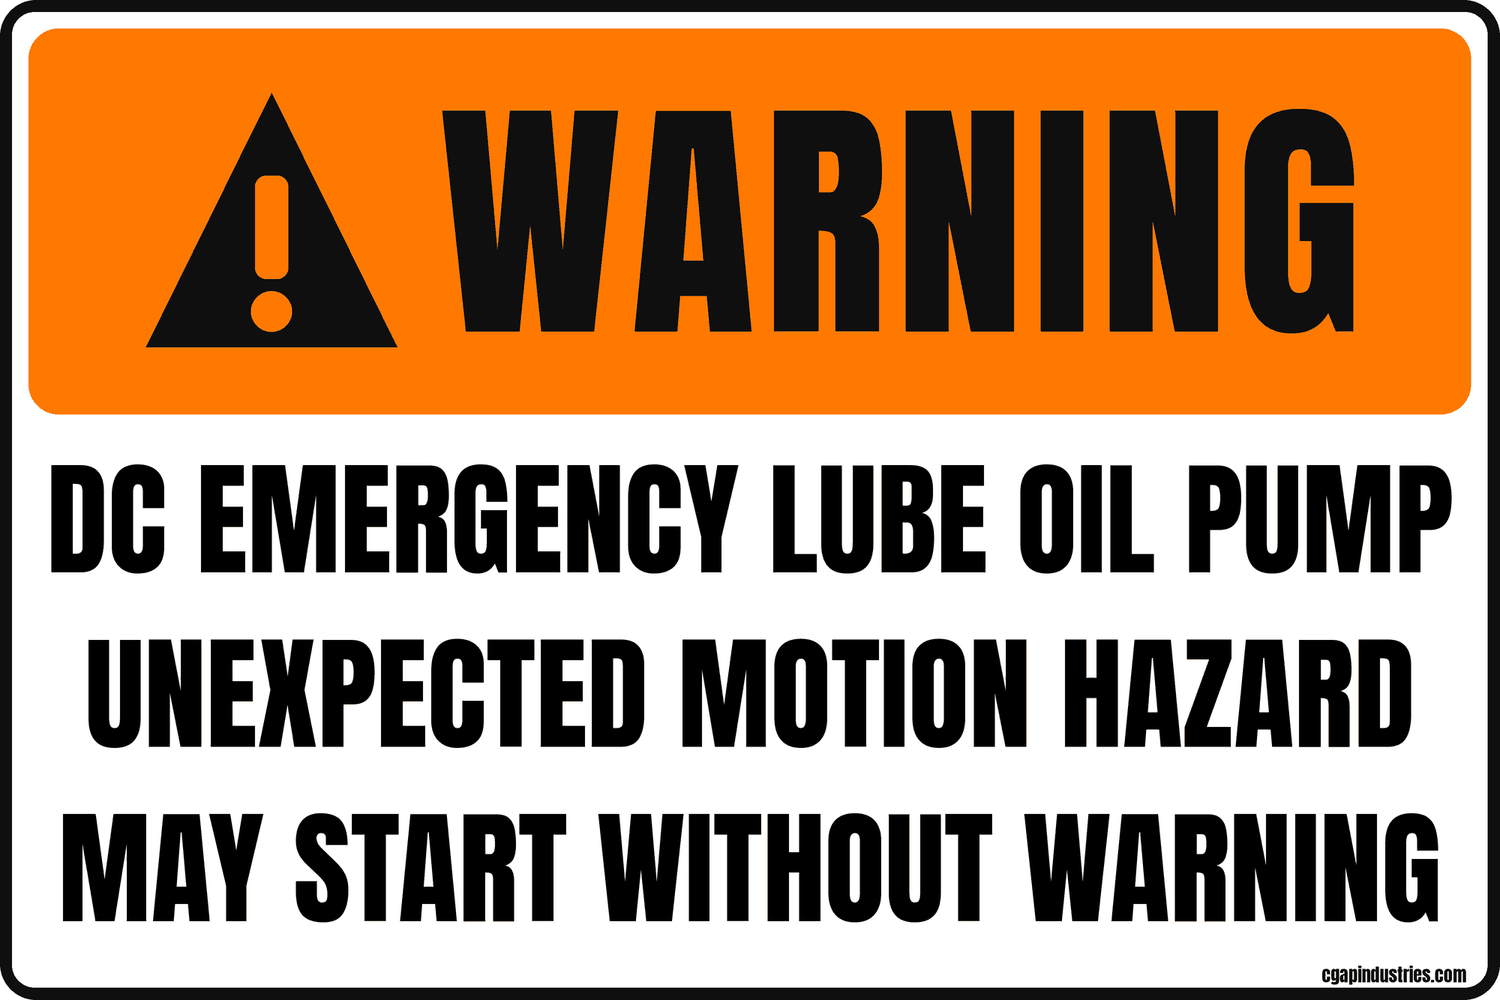 WARNING
DC EMERGENCY LUBE OIL PUMP
UNEXPECTED MOTION HAZARD
MAY START WITHOUT WARNING
cgapindustries.com